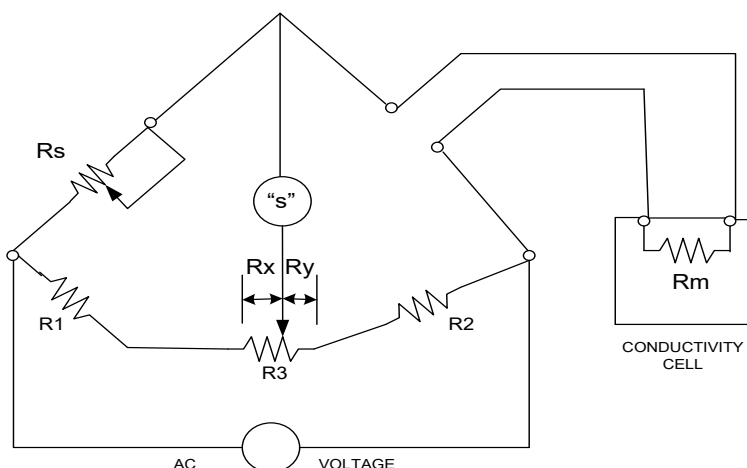 Rs
“s”
Rx Ry
R1
R2
R3
Rm
CONDUCTIVITY
CELL
AC VOLTAGE